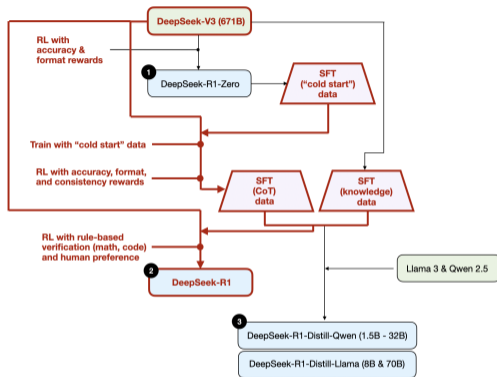 DeepSeek-V3 (671B)
RL with
accuracy &
format rewards
1
DeepSeek-R1-Zero
SFT
("cold start")
data
Train with "cold start" data
RL with accuracy, format,
and consistency rewards
SFT
(CoT)
data
SFT
(knowledge)
data
RL with rule-based
verification (math, code)
and human preference
2
DeepSeek-R1
Llama 3 & Qwen 2.5
3
DeepSeek-R1-Distill-Qwen (1.5B - 32B)
DeepSeek-R1-Distill-Llama (8B & 70B)